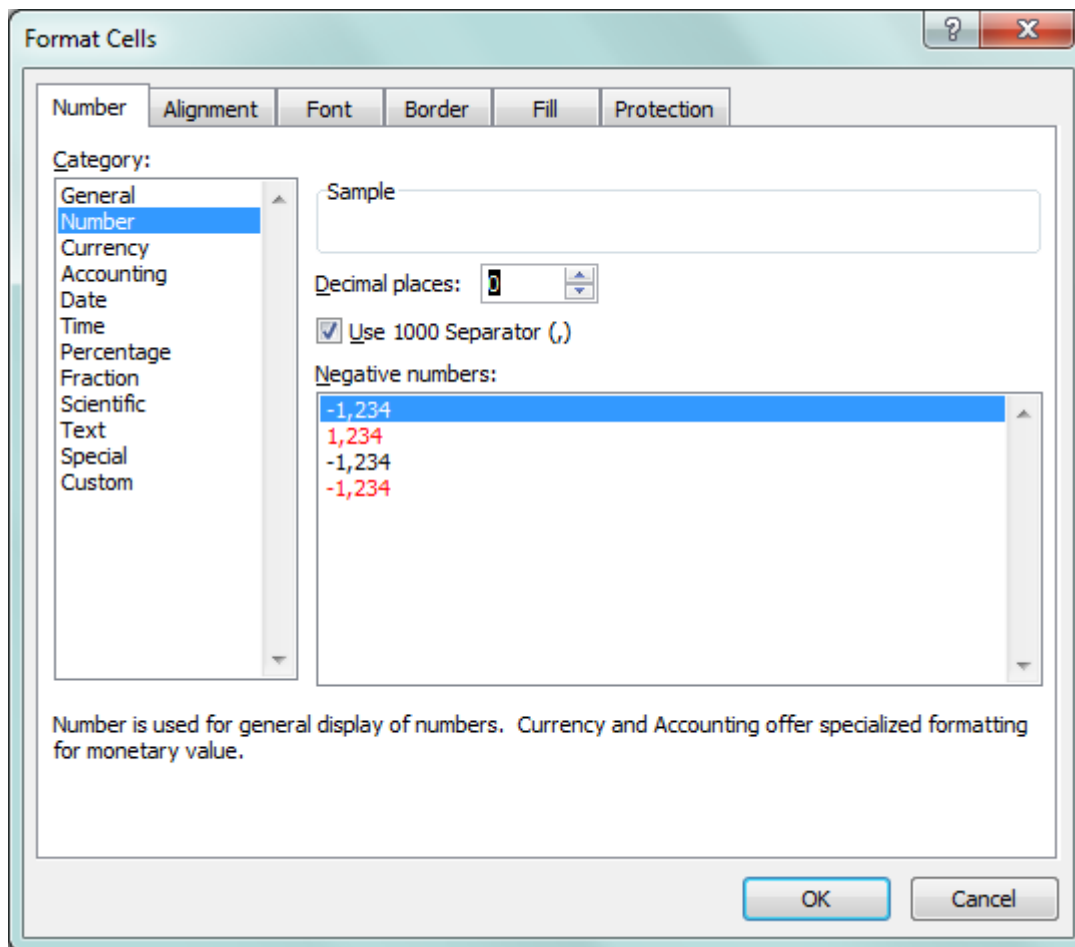 Format Cells
Number Alignment Font Border Fill Protection
Category:
General
Number
Currency
Accounting
Date
Time
Percentage
Fraction
Scientific
Text
Special
Custom
Sample
Decimal places: 0
Use 1000 Separator (,)
Negative numbers:
-1,234
1,234
-1,234
-1,234
Number is used for general display of numbers.  Currency and Accounting offer specialized formatting
for monetary value.
OK Cancel